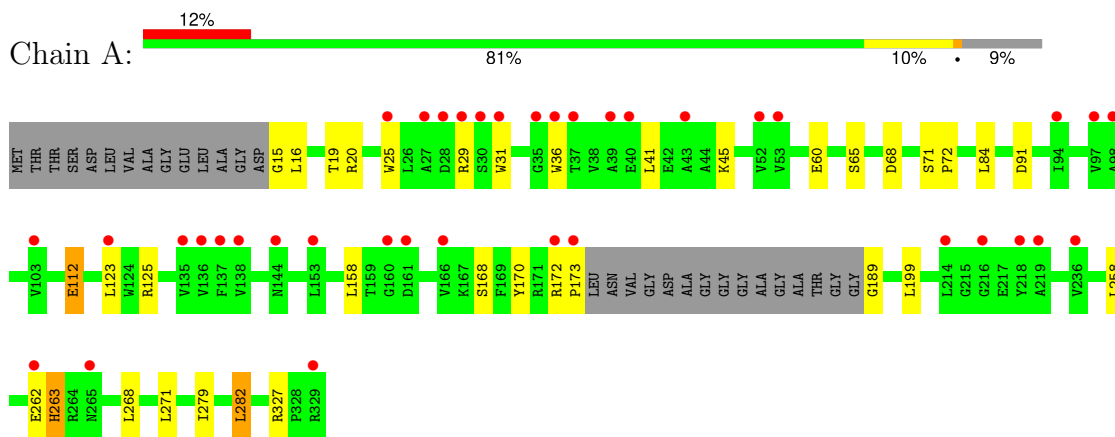 12%
Chain A:
81% 10% • 9%
MET THR THR SER ASP LEU VAL ALA GLY GLU LEU ALA GLY ASP G15 L16 T19 R20 W25 L26 A27 D28 R29 S30 W31 G35 W36 T37 V38 A39 E40 L41 E42 A43 A44 K45 V52 V53 E60 S65 D68 S71 P72 L84 D91 I94 V97 A98
V103 E112 L123 W124 R125 V135 V136 F137 V138 N144 L153 L158 T159 G160 D161 V166 K167 S168 F169 Y170 R171 R172 P173 LEU ASN VAL GLY ASP ALA GLY GLY GLY ALA GLY ALA THR GLY GLY G189 L199 L214 G215 G216 E217 Y218 A219 V236 L258
E262 H263 R264 N265 L268 L271 I279 L282 R327 P328 R329